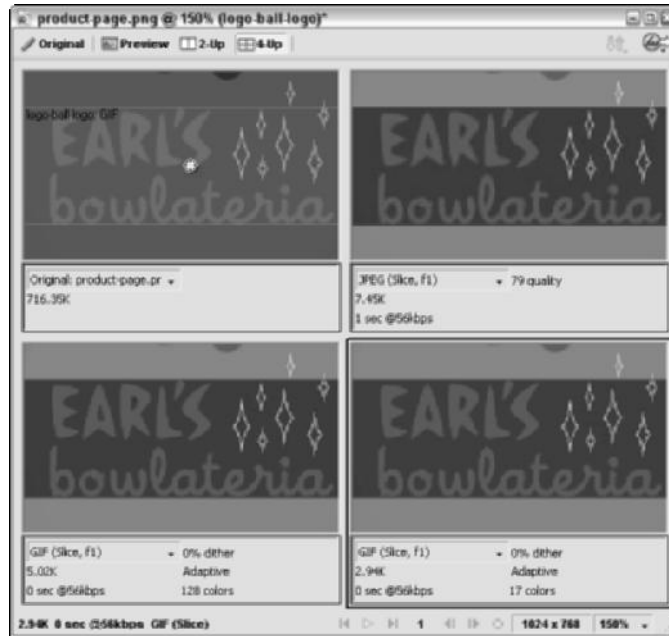 product-page.png @ 150% (logo-ball-logo)*
Original Preview 2-Up 4-Up
logo-ball-logo: GIF
EARL'S
bowlateria
EARL'S
bowlateria
Original: product-page.pr
716.35K
JPEG (Slice, f1) 79 quality
7.45K
1 sec @56kbps
EARL'S
bowlateria
EARL'S
bowlateria
GIF (Slice, f1) 0% dither
5.02K Adaptive
0 sec @56kbps 128 colors
GIF (Slice, f1) 0% dither
2.94K Adaptive
0 sec @56kbps 17 colors
2.94K 0 sec @56kbps GIF (Slice) 1 1024 x 768 150%